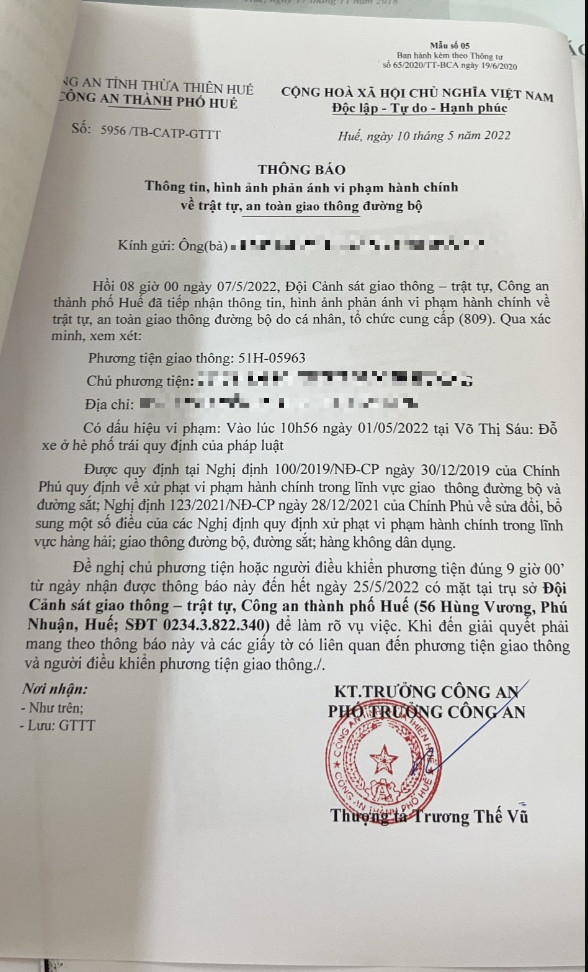 Mẫu số 05
Ban hành kèm theo Thông tư
số 65/2020/TT-BCA ngày 19/6/2020
NG AN TỈNH THỪA THIÊN HUẾ
CÔNG AN THÀNH PHỐ HUẾ
CỘNG HOÀ XÃ HỘI CHỦ NGHĨA VIỆT NAM
Độc lập - Tự do - Hạnh phúc
Số: 5956 /TB-CATP-GTTT
Huế, ngày 10 tháng 5 năm 2022
THÔNG BÁO
Thông tin, hình ảnh phản ánh vi phạm hành chính
về trật tự, an toàn giao thông đường bộ
Kính gửi: Ông(bà)
Hồi 08 giờ 00 ngày 07/5/2022, Đội Cảnh sát giao thông – trật tự, Công an
thành phố Huế đã tiếp nhận thông tin, hình ảnh phản ánh vi phạm hành chính về
trật tự, an toàn giao thông đường bộ do cá nhân, tổ chức cung cấp (809). Qua xác
minh, xem xét:
Phương tiện giao thông: 51H-05963
Chủ phương tiện:
Địa chỉ:
Có dấu hiệu vi phạm: Vào lúc 10h56 ngày 01/05/2022 tại Võ Thị Sáu: Đỗ
xe ở hè phố trái quy định của pháp luật
Được quy định tại Nghị định 100/2019/NĐ-CP ngày 30/12/2019 của Chính
Phủ quy định về xử phạt vi phạm hành chính trong lĩnh vực giao thông đường bộ và
đường sắt; Nghị định 123/2021/NĐ-CP ngày 28/12/2021 của Chính Phủ về sửa đổi, bổ
sung một số điều của các Nghị định quy định xử phạt vi phạm hành chính trong lĩnh
vực hàng hải; giao thông đường bộ, đường sắt; hàng không dân dụng.
Đề nghị chủ phương tiện hoặc người điều khiển phương tiện đúng 9 giờ 00'
từ ngày nhận được thông báo này đến hết ngày 25/5/2022 có mặt tại trụ sở Đội
Cảnh sát giao thông – trật tự, Công an thành phố Huế (56 Hùng Vương, Phú
Nhuận, Huế; SĐT 0234.3.822.340) để làm rõ vụ việc. Khi đến giải quyết phải
mang theo thông báo này và các giấy tờ có liên quan đến phương tiện giao thông
và người điều khiển phương tiện giao thông./.
Nơi nhận:
- Như trên;
- Lưu: GTTT
KT.TRƯỞNG CÔNG AN
PHÓ TRƯỞNG CÔNG AN
CÔNG AN THÀNH PHỐ HUẾ
Thượng tá Trương Thế Vũ